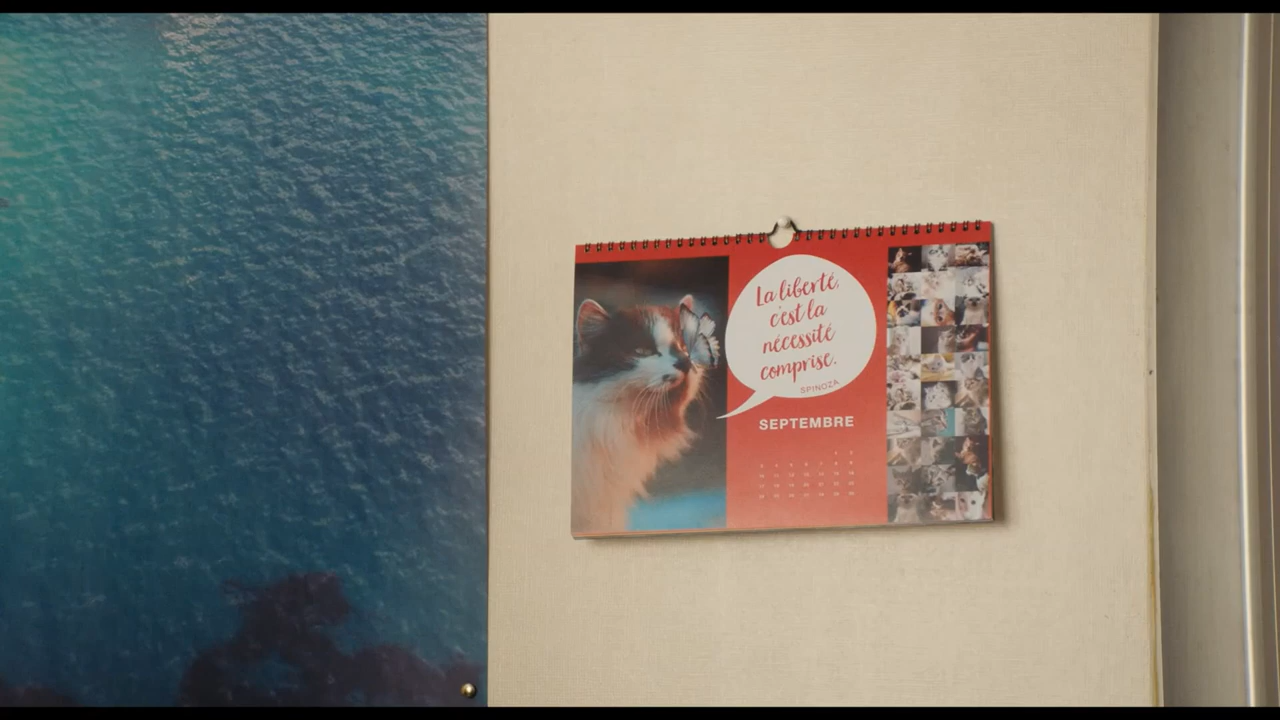 La liberté,
c'est la
nécessité
comprise.
SPINOZA
SEPTEMBRE